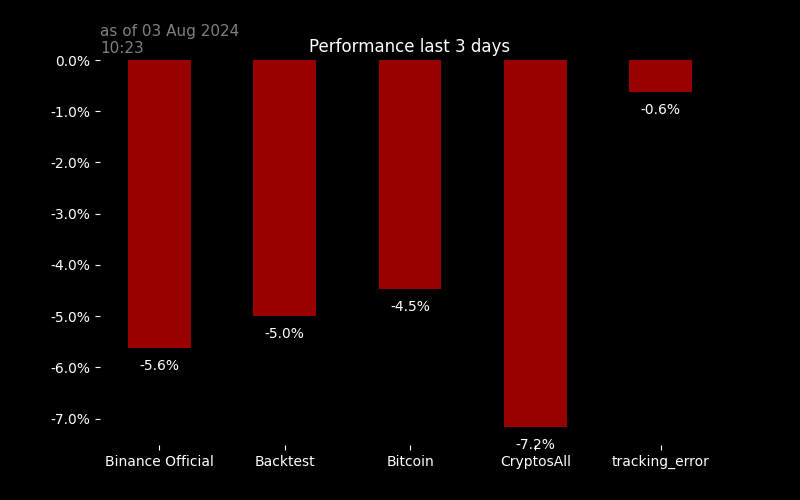 as of 03 Aug 2024
10:23
Performance last 3 days
0.0%
-1.0%
-2.0%
-3.0%
-4.0%
-5.0%
-6.0%
-7.0%
-5.6%
-5.0%
-4.5%
-7.2%
-0.6%
Binance Official
Backtest
Bitcoin
CryptosAll
tracking_error